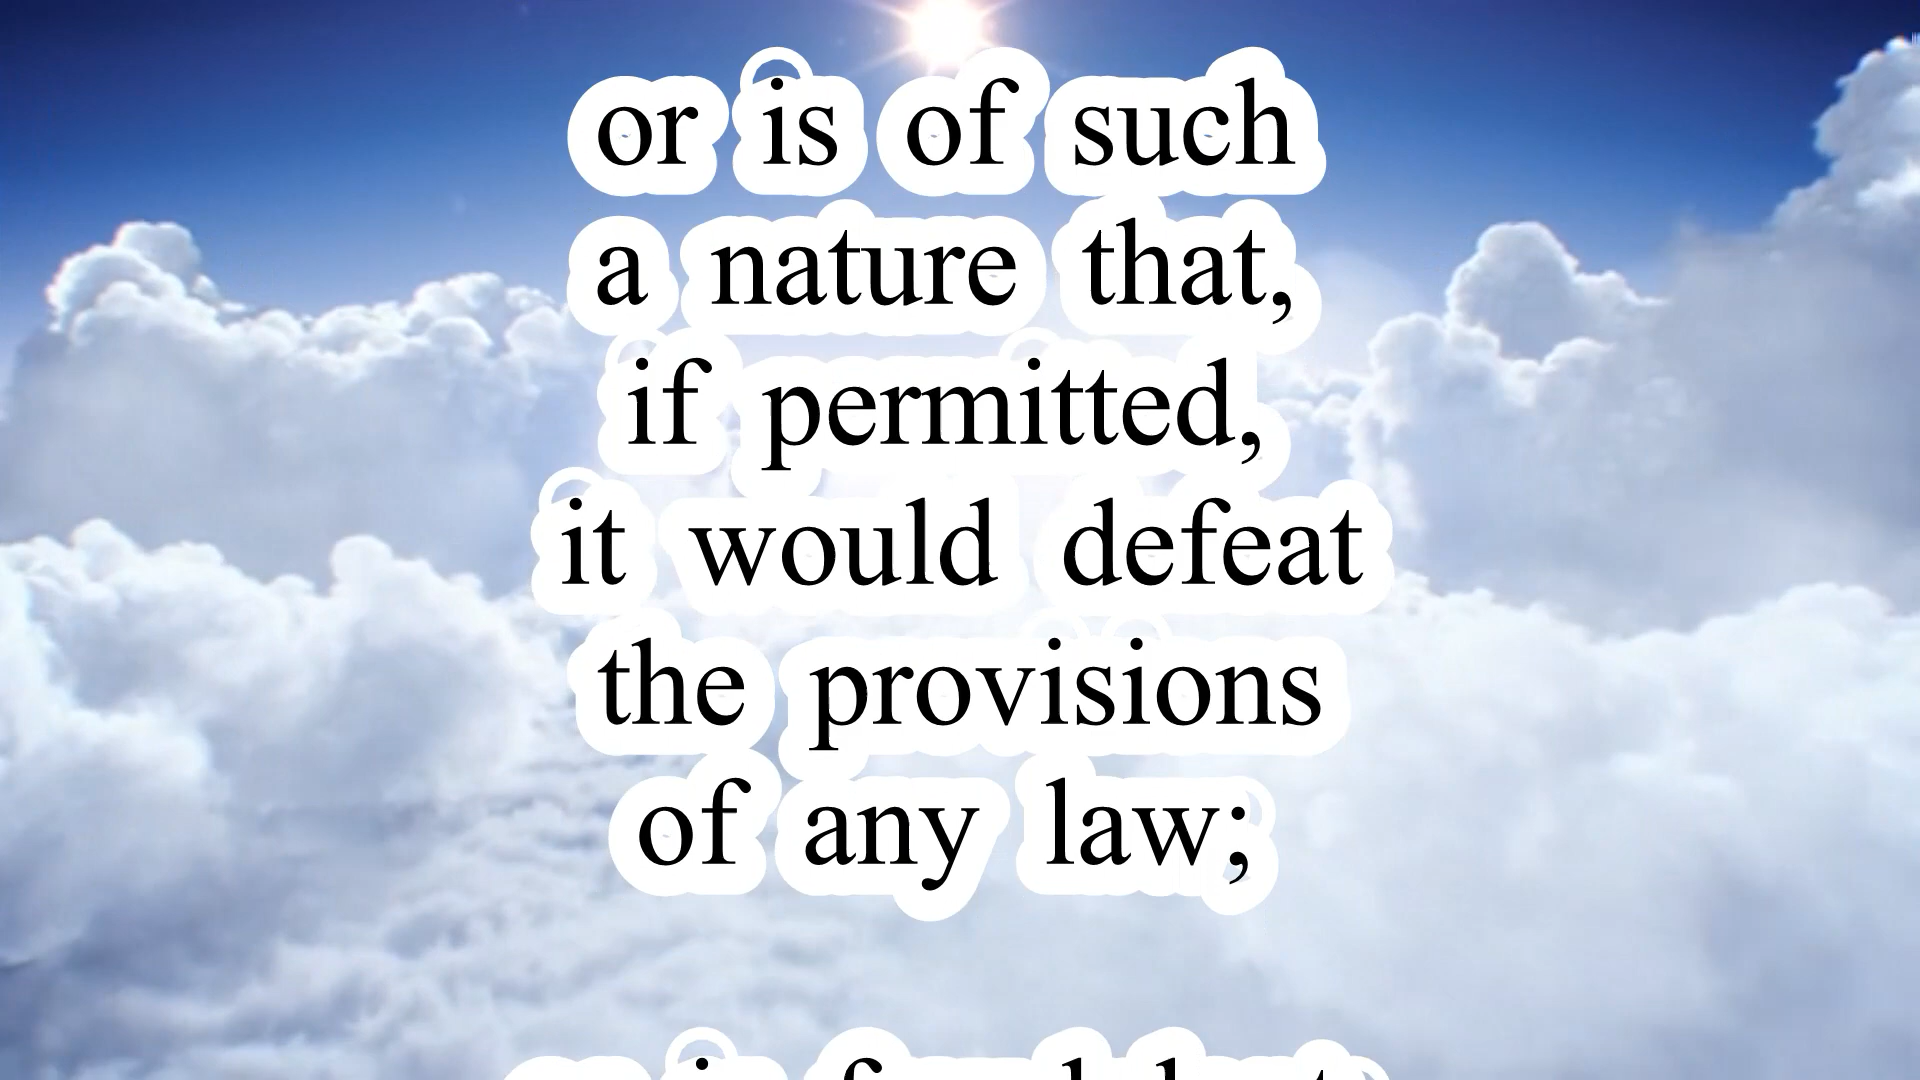 or is of such
a nature that,
if permitted,
it would defeat
the provisions
of any law;